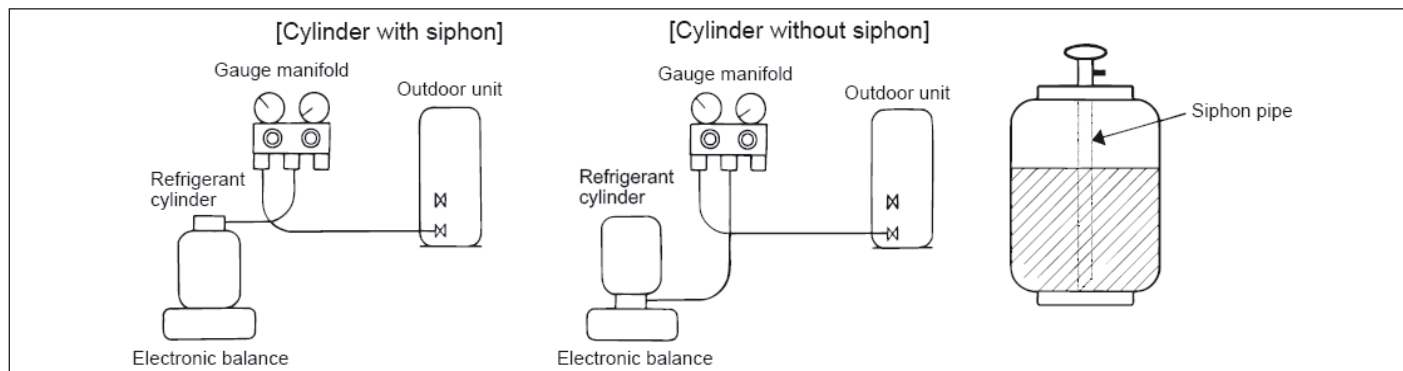 [Cylinder with siphon]
Gauge manifold
Outdoor unit
Refrigerant
cylinder
Electronic balance
[Cylinder without siphon]
Gauge manifold
Outdoor unit
Refrigerant
cylinder
Electronic balance
Siphon pipe